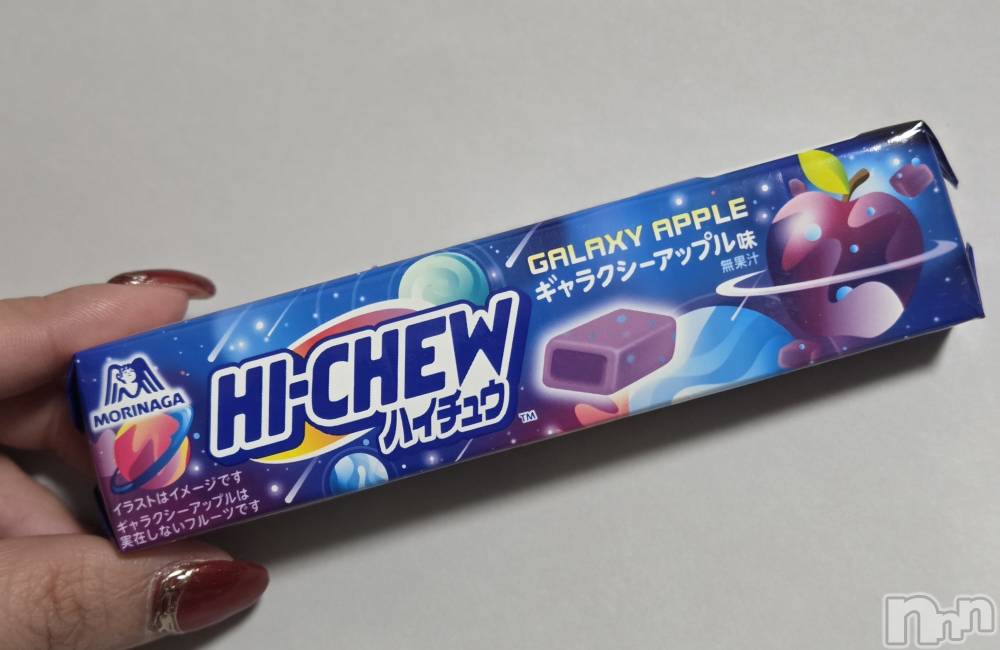 GALAXY APPLE
ギャラクシーアップル味
無果汁
HI-CHEW
ハイチュウ
TM
MORINAGA
イラストはイメージです
ギャラクシーアップルは
実在しないフルーツです
nnn